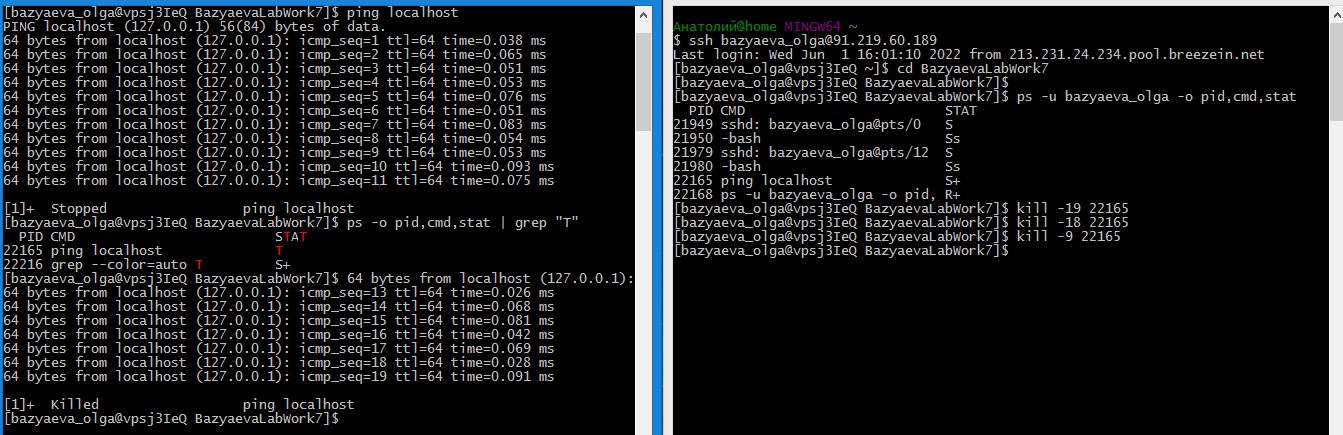 [bazyaeva_olga@vpsj3IeQ BazyaevaLabWork7]$ ping localhost
PING localhost (127.0.0.1) 56(84) bytes of data.
64 bytes from localhost (127.0.0.1): icmp_seq=1 ttl=64 time=0.038 ms
64 bytes from localhost (127.0.0.1): icmp_seq=2 ttl=64 time=0.065 ms
64 bytes from localhost (127.0.0.1): icmp_seq=3 ttl=64 time=0.051 ms
64 bytes from localhost (127.0.0.1): icmp_seq=4 ttl=64 time=0.053 ms
64 bytes from localhost (127.0.0.1): icmp_seq=5 ttl=64 time=0.076 ms
64 bytes from localhost (127.0.0.1): icmp_seq=6 ttl=64 time=0.051 ms
64 bytes from localhost (127.0.0.1): icmp_seq=7 ttl=64 time=0.083 ms
64 bytes from localhost (127.0.0.1): icmp_seq=8 ttl=64 time=0.054 ms
64 bytes from localhost (127.0.0.1): icmp_seq=9 ttl=64 time=0.053 ms
64 bytes from localhost (127.0.0.1): icmp_seq=10 ttl=64 time=0.093 ms
64 bytes from localhost (127.0.0.1): icmp_seq=11 ttl=64 time=0.075 ms
[1]+  Stopped                 ping localhost
[bazyaeva_olga@vpsj3IeQ BazyaevaLabWork7]$ ps -o pid,cmd,stat | grep "T"
  PID CMD                         STAT
22165 ping localhost              T
22216 grep --color=auto T         S+
[bazyaeva_olga@vpsj3IeQ BazyaevaLabWork7]$ 64 bytes from localhost (127.0.0.1):
64 bytes from localhost (127.0.0.1): icmp_seq=13 ttl=64 time=0.026 ms
64 bytes from localhost (127.0.0.1): icmp_seq=14 ttl=64 time=0.068 ms
64 bytes from localhost (127.0.0.1): icmp_seq=15 ttl=64 time=0.081 ms
64 bytes from localhost (127.0.0.1): icmp_seq=16 ttl=64 time=0.042 ms
64 bytes from localhost (127.0.0.1): icmp_seq=17 ttl=64 time=0.069 ms
64 bytes from localhost (127.0.0.1): icmp_seq=18 ttl=64 time=0.028 ms
64 bytes from localhost (127.0.0.1): icmp_seq=19 ttl=64 time=0.091 ms
[1]+  Killed                  ping localhost
[bazyaeva_olga@vpsj3IeQ BazyaevaLabWork7]$
Анатолий@home MINGW64 ~
$ ssh bazyaeva_olga@91.219.60.189
Last login: Wed Jun  1 16:01:10 2022 from 213.231.24.234.pool.breezein.net
[bazyaeva_olga@vpsj3IeQ ~]$ cd BazyaevaLabWork7
[bazyaeva_olga@vpsj3IeQ BazyaevaLabWork7]$
[bazyaeva_olga@vpsj3IeQ BazyaevaLabWork7]$ ps -u bazyaeva_olga -o pid,cmd,stat
  PID CMD                         STAT
21949 sshd: bazyaeva_olga@pts/0   S
21950 -bash                       Ss
21979 sshd: bazyaeva_olga@pts/12  S
21980 -bash                       Ss
22165 ping localhost              S+
22168 ps -u bazyaeva_olga -o pid, R+
[bazyaeva_olga@vpsj3IeQ BazyaevaLabWork7]$ kill -19 22165
[bazyaeva_olga@vpsj3IeQ BazyaevaLabWork7]$ kill -18 22165
[bazyaeva_olga@vpsj3IeQ BazyaevaLabWork7]$ kill -9 22165
[bazyaeva_olga@vpsj3IeQ BazyaevaLabWork7]$